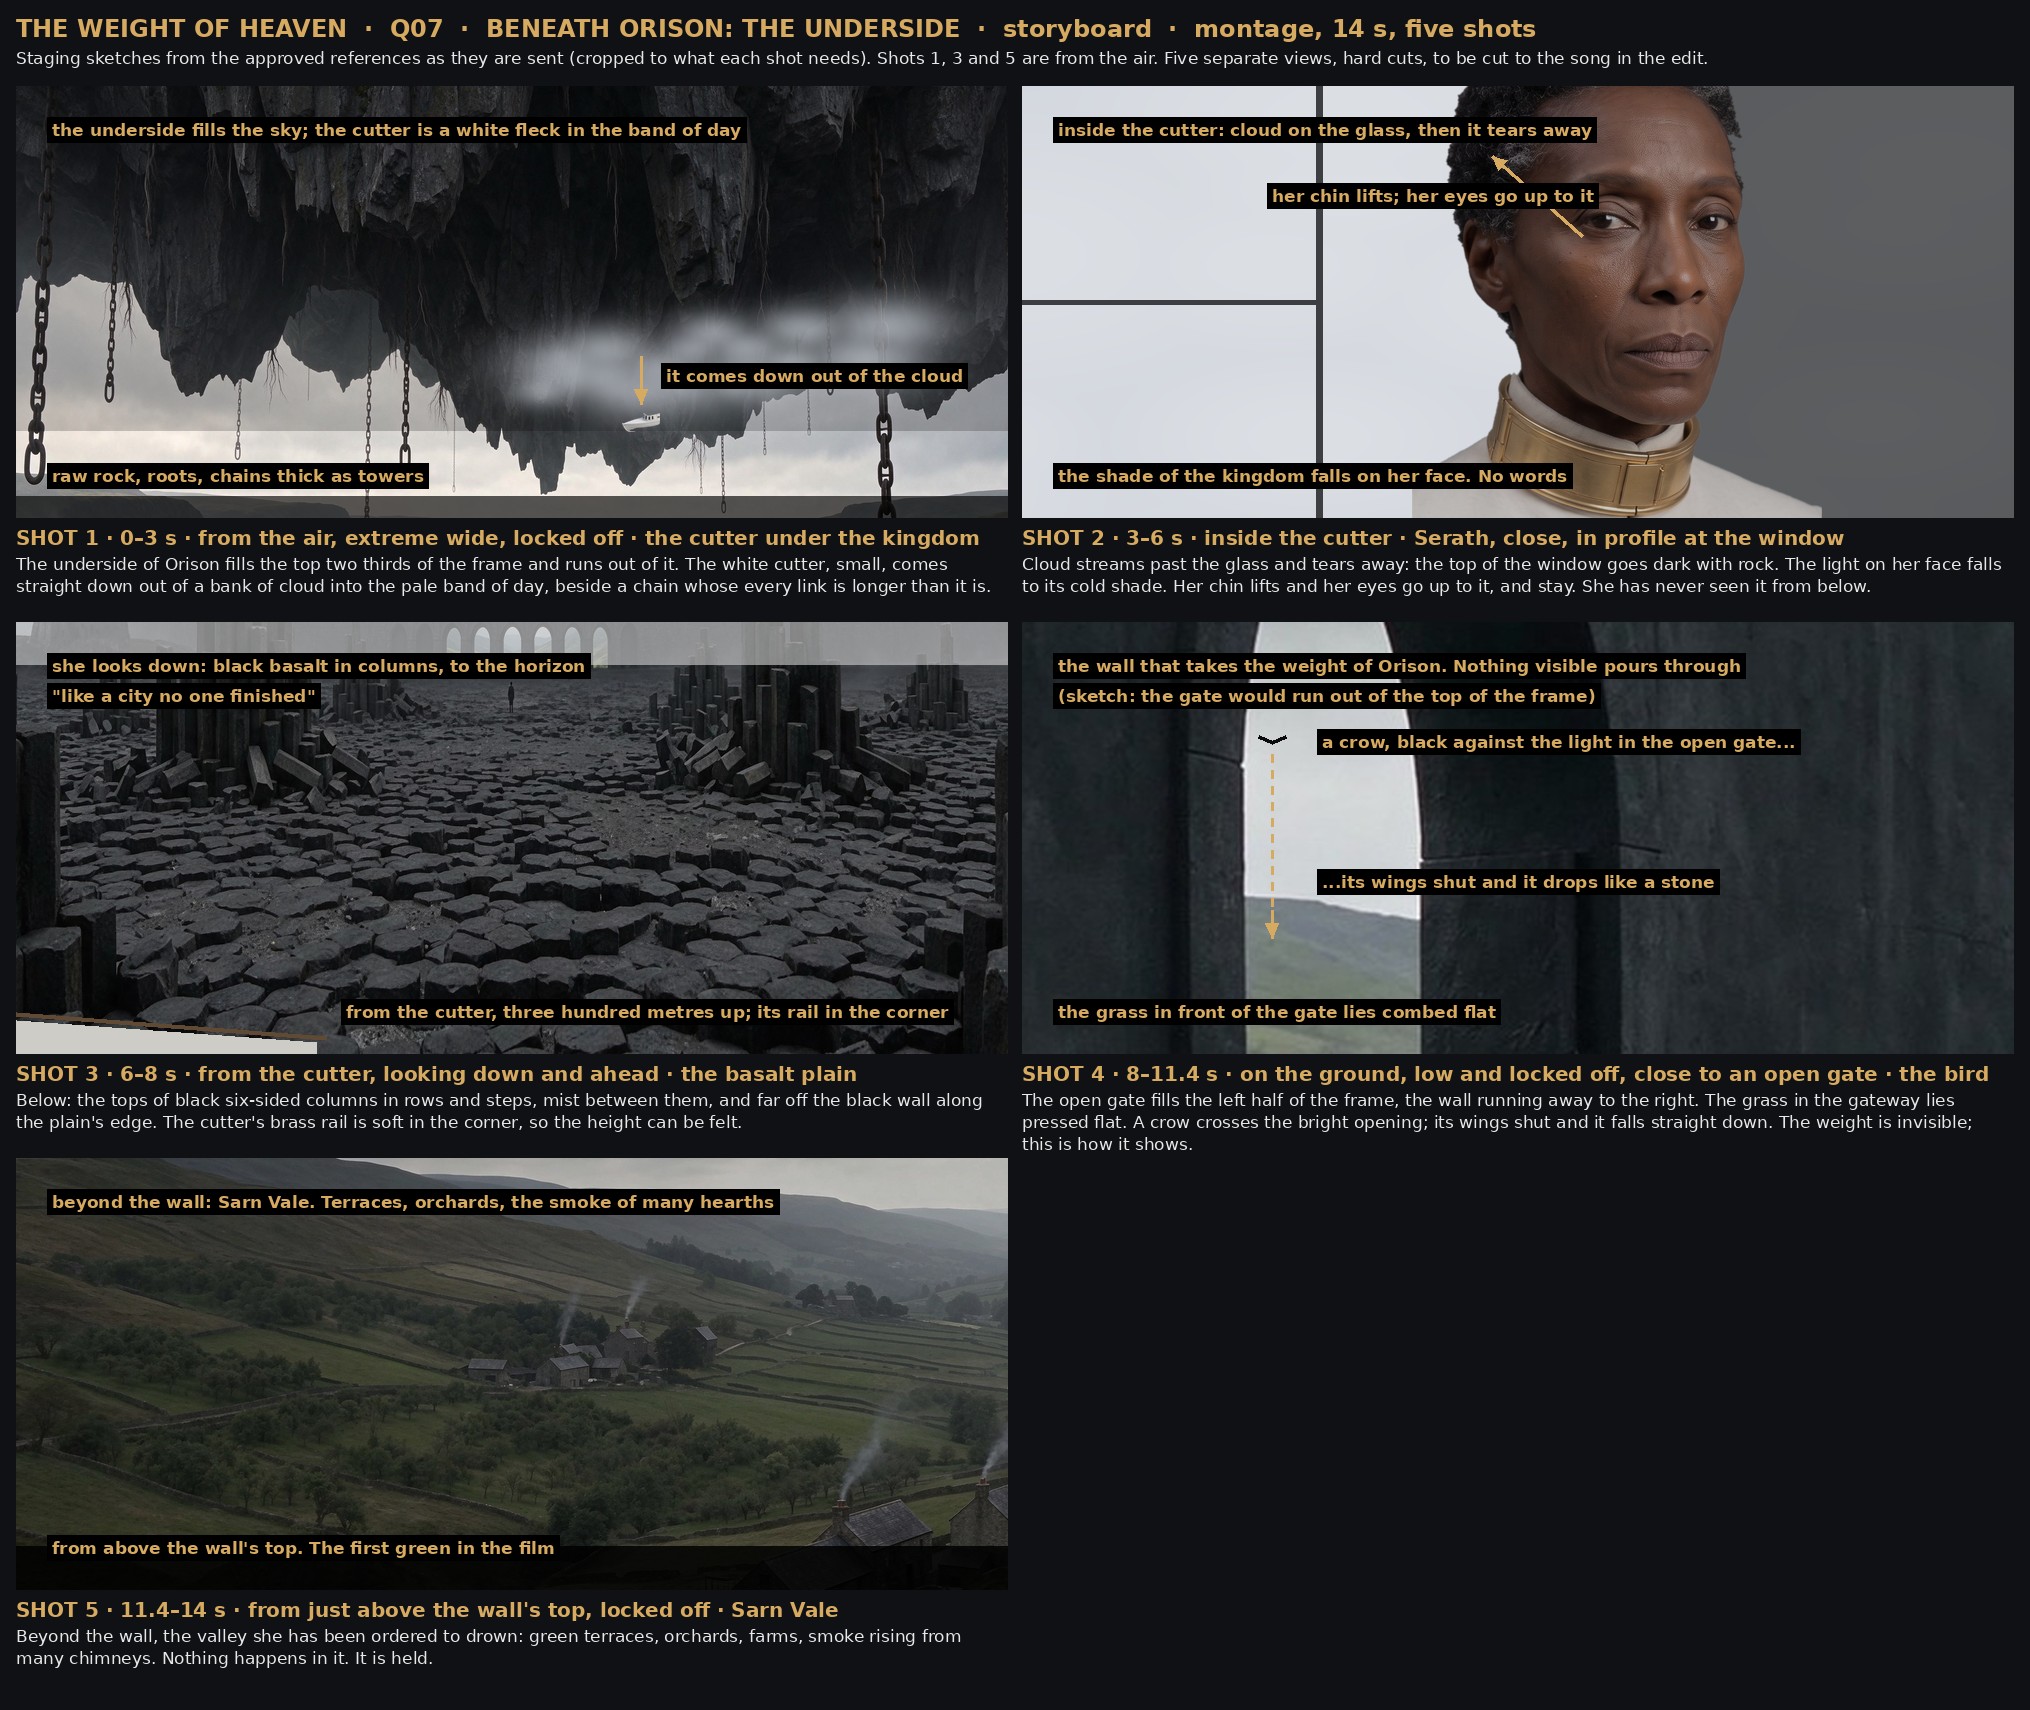 THE WEIGHT OF HEAVEN · Q07 · BENEATH ORISON: THE UNDERSIDE · storyboard · montage, 14 s, five shots
Staging sketches from the approved references as they are sent (cropped to what each shot needs). Shots 1, 3 and 5 are from the air. Five separate views, hard cuts, to be cut to the song in the edit.
the underside fills the sky; the cutter is a white fleck in the band of day
it comes down out of the cloud
raw rock, roots, chains thick as towers
SHOT 1 · 0–3 s · from the air, extreme wide, locked off · the cutter under the kingdom
The underside of Orison fills the top two thirds of the frame and runs out of it. The white cutter, small, comes
straight down out of a bank of cloud into the pale band of day, beside a chain whose every link is longer than it is.
inside the cutter: cloud on the glass, then it tears away
her chin lifts; her eyes go up to it
the shade of the kingdom falls on her face. No words
SHOT 2 · 3–6 s · inside the cutter · Serath, close, in profile at the window
Cloud streams past the glass and tears away: the top of the window goes dark with rock. The light on her face falls
to its cold shade. Her chin lifts and her eyes go up to it, and stay. She has never seen it from below.
she looks down: black basalt in columns, to the horizon
"like a city no one finished"
from the cutter, three hundred metres up; its rail in the corner
SHOT 3 · 6–8 s · from the cutter, looking down and ahead · the basalt plain
Below: the tops of black six-sided columns in rows and steps, mist between them, and far off the black wall along
the plain's edge. The cutter's brass rail is soft in the corner, so the height can be felt.
the wall that takes the weight of Orison. Nothing visible pours through
(sketch: the gate would run out of the top of the frame)
a crow, black against the light in the open gate...
...its wings shut and it drops like a stone
the grass in front of the gate lies combed flat
SHOT 4 · 8–11.4 s · on the ground, low and locked off, close to an open gate · the bird
The open gate fills the left half of the frame, the wall running away to the right. The grass in the gateway lies
pressed flat. A crow crosses the bright opening; its wings shut and it falls straight down. The weight is invisible;
this is how it shows.
beyond the wall: Sarn Vale. Terraces, orchards, the smoke of many hearths
from above the wall's top. The first green in the film
SHOT 5 · 11.4–14 s · from just above the wall's top, locked off · Sarn Vale
Beyond the wall, the valley she has been ordered to drown: green terraces, orchards, farms, smoke rising from
many chimneys. Nothing happens in it. It is held.